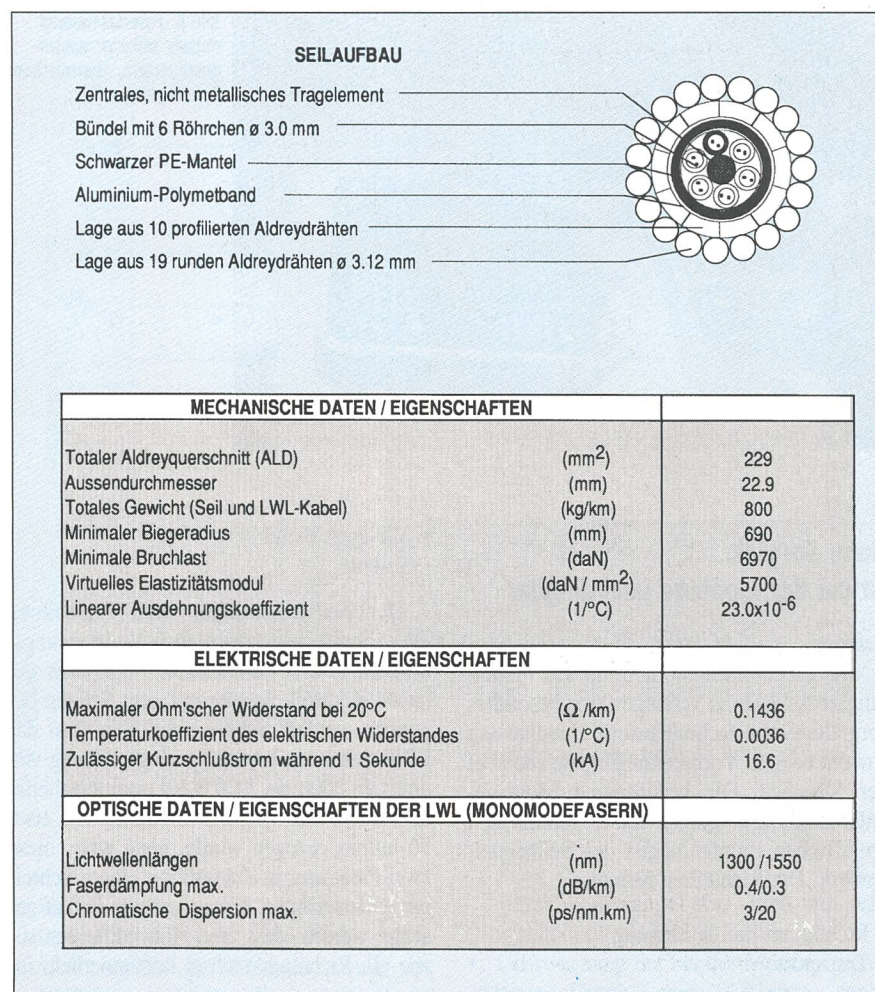 SEILAUFBAU
Zentrales, nicht metallisches Tragelement
Bündel mit 6 Röhrchen ø 3.0 mm
Schwarzer PE-Mantel
Aluminium-Polymetband
Lage aus 10 profilierten Aldreydrähten
Lage aus 19 runden Aldreydrähten ø 3.12 mm
MECHANISCHE DATEN / EIGENSCHAFTEN
Totaler Aldreyquerschnitt (ALD) (mm²) 229
Aussendurchmesser (mm) 22.9
Totales Gewicht (Seil und LWL-Kabel) (kg/km) 800
Minimaler Biegeradius (mm) 690
Minimale Bruchlast (daN) 6970
Virtuelles Elastizitätsmodul (daN / mm²) 5700
Linearer Ausdehnungskoeffizient (1/°C) 23.0x10⁻⁶
ELEKTRISCHE DATEN / EIGENSCHAFTEN
Maximaler Ohm'scher Widerstand bei 20°C (Ω /km) 0.1436
Temperaturkoeffizient des elektrischen Widerstandes (1/°C) 0.0036
Zulässiger Kurzschlußstrom während 1 Sekunde (kA) 16.6
OPTISCHE DATEN / EIGENSCHAFTEN DER LWL (MONOMODEFASERN)
Lichtwellenlängen (nm) 1300 /1550
Faserdämpfung max. (dB/km) 0.4/0.3
Chromatische Dispersion max. (ps/nm.km) 3/20